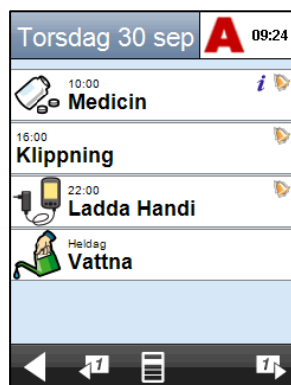 Torsdag 30 sep A 09:24
10:00 i
Medicin
16:00
Klippning
22:00
Ladda Handi
Heldag
Vattna
1 1